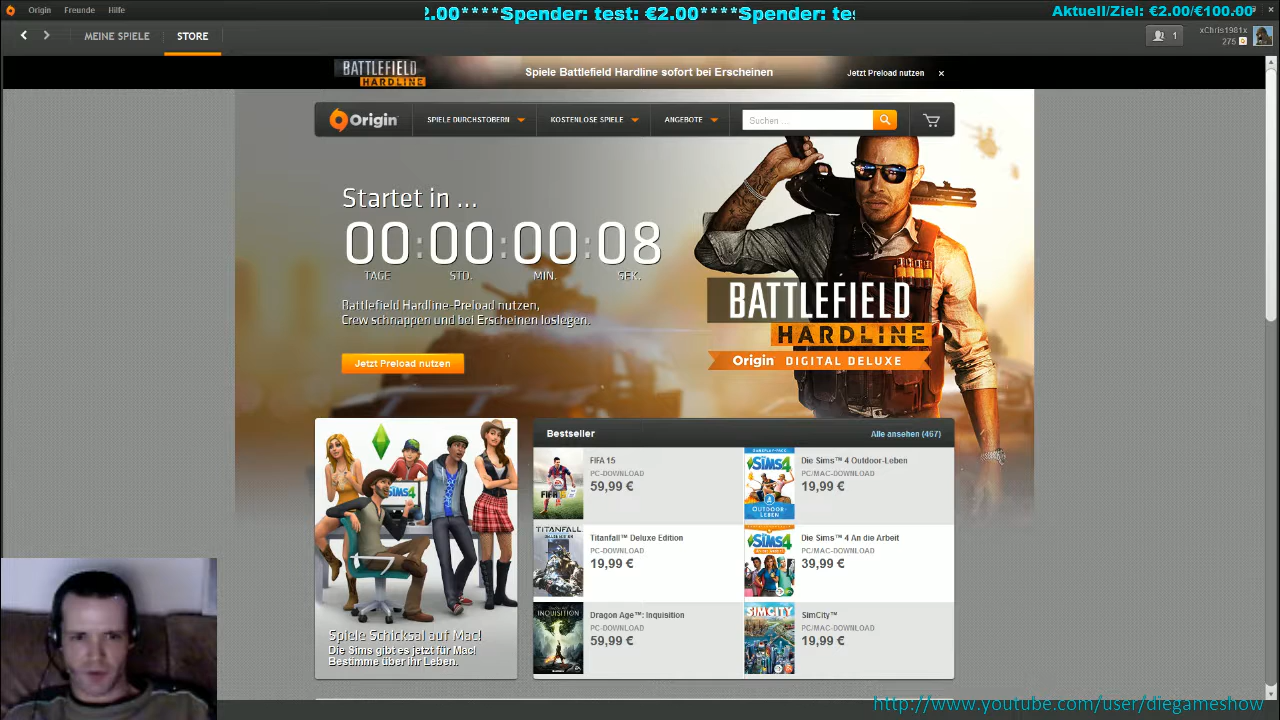 Origin Freunde Hilfe
2.00****Spender: test: €2.00****Spender: tes
Aktuell/Ziel: €2.00/€100.00
MEINE SPIELE STORE
1
xChris1981x
275
BATTLEFIELD
HARDLINE
Spiele Battlefield Hardline sofort bei Erscheinen
Jetzt Preload nutzen ×
Origin
SPIELE DURCHSTÖBERN
KOSTENLOSE SPIELE
ANGEBOTE
Suchen ...
Startet in ...
00:00:00:08
TAGE STD. MIN. SEK.
Battlefield Hardline-Preload nutzen,
Crew schnappen und bei Erscheinen loslegen.
Jetzt Preload nutzen
BATTLEFIELD
HARDLINE
Origin DIGITAL DELUXE
Spiele Schicksal auf Mac!
Die Sims gibt es jetzt für Mac!
Bestimme über ihr Leben.
Bestseller
Alle ansehen (467)
FIFA 15
PC-DOWNLOAD
59,99 €
Die Sims™ 4 Outdoor-Leben
PC/MAC-DOWNLOAD
19,99 €
Titanfall™ Deluxe Edition
PC-DOWNLOAD
19,99 €
Die Sims™ 4 An die Arbeit
PC/MAC-DOWNLOAD
39,99 €
Dragon Age™: Inquisition
PC-DOWNLOAD
59,99 €
SimCity™
PC/MAC-DOWNLOAD
19,99 €
http://www.youtube.com/user/diegameshow